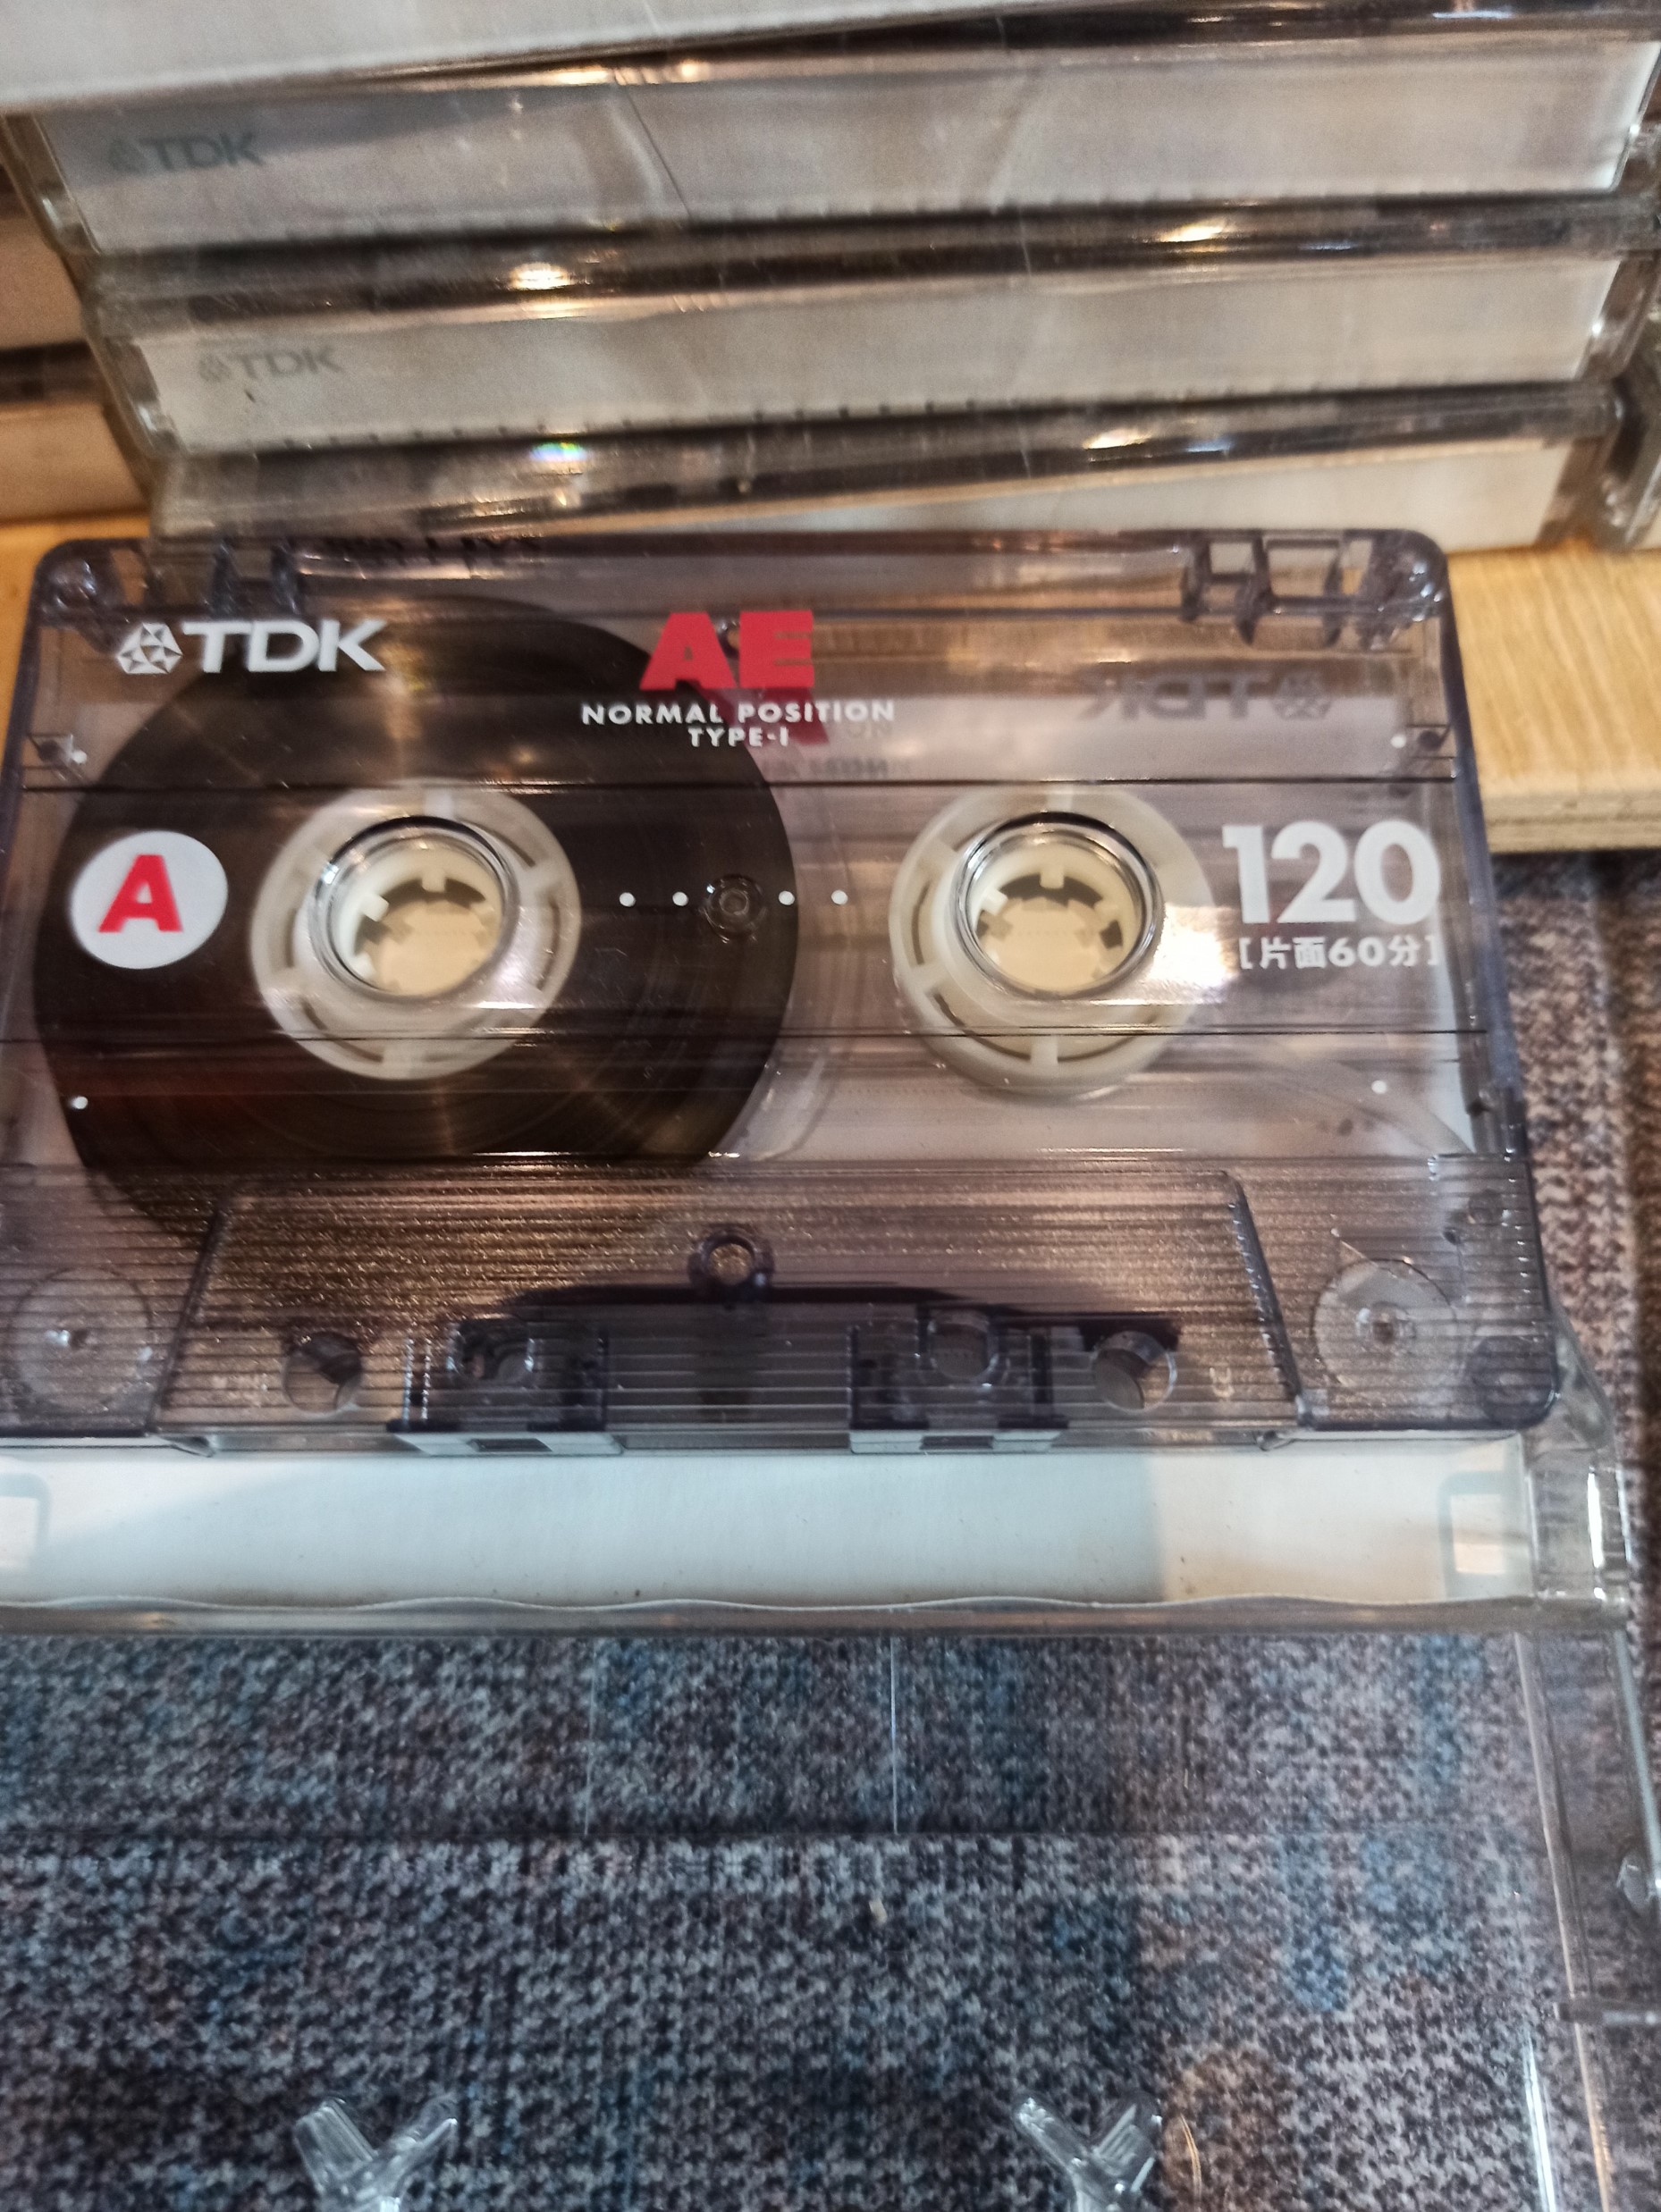 TDK
TDK
TDK
AE
NORMAL POSITION
TYPE-I
A
120
[片面60分]